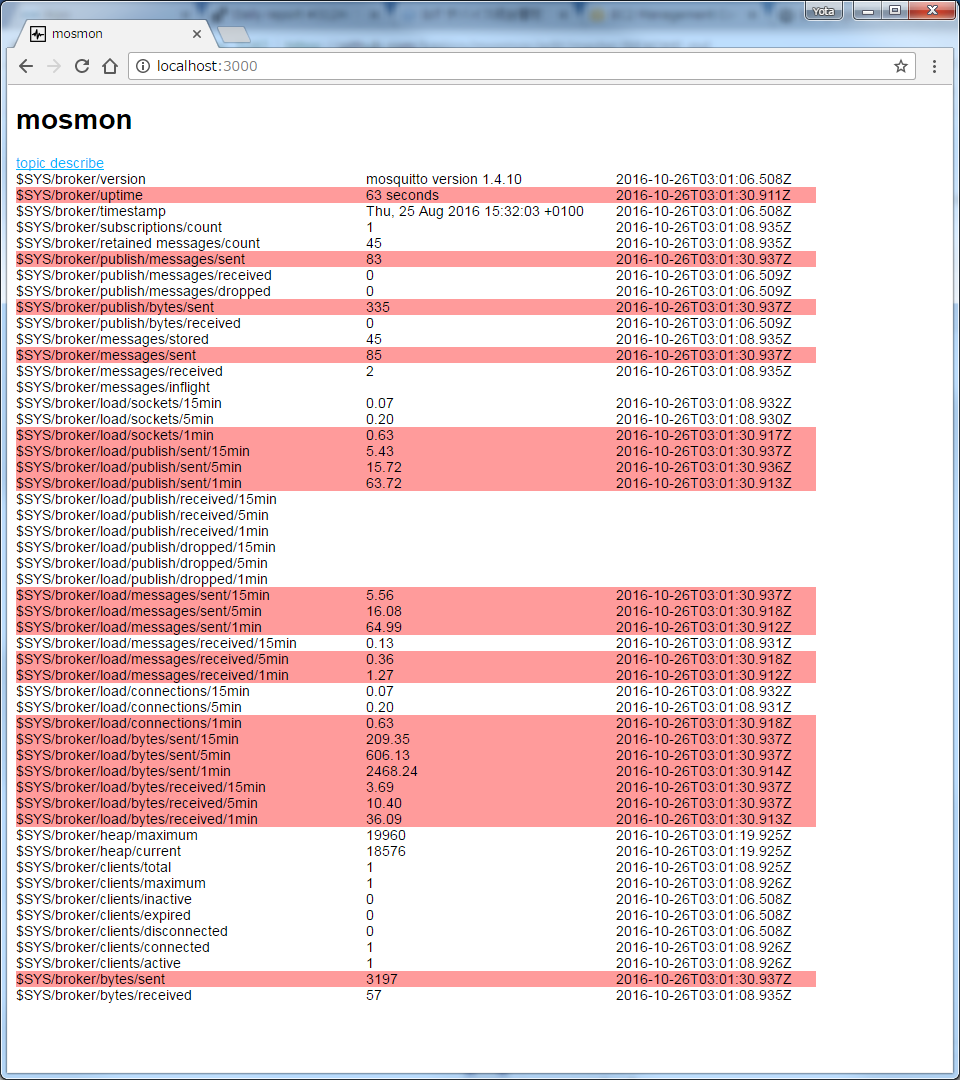 Yota
mosmon
localhost:3000
mosmon
topic describe
$SYS/broker/version mosquitto version 1.4.10 2016-10-26T03:01:06.508Z
$SYS/broker/uptime 63 seconds 2016-10-26T03:01:30.911Z
$SYS/broker/timestamp Thu, 25 Aug 2016 15:32:03 +0100 2016-10-26T03:01:06.508Z
$SYS/broker/subscriptions/count 1 2016-10-26T03:01:08.935Z
$SYS/broker/retained messages/count 45 2016-10-26T03:01:08.935Z
$SYS/broker/publish/messages/sent 83 2016-10-26T03:01:30.937Z
$SYS/broker/publish/messages/received 0 2016-10-26T03:01:06.509Z
$SYS/broker/publish/messages/dropped 0 2016-10-26T03:01:06.509Z
$SYS/broker/publish/bytes/sent 335 2016-10-26T03:01:30.937Z
$SYS/broker/publish/bytes/received 0 2016-10-26T03:01:06.509Z
$SYS/broker/messages/stored 45 2016-10-26T03:01:08.935Z
$SYS/broker/messages/sent 85 2016-10-26T03:01:30.937Z
$SYS/broker/messages/received 2 2016-10-26T03:01:08.935Z
$SYS/broker/messages/inflight
$SYS/broker/load/sockets/15min 0.07 2016-10-26T03:01:08.932Z
$SYS/broker/load/sockets/5min 0.20 2016-10-26T03:01:08.930Z
$SYS/broker/load/sockets/1min 0.63 2016-10-26T03:01:30.917Z
$SYS/broker/load/publish/sent/15min 5.43 2016-10-26T03:01:30.937Z
$SYS/broker/load/publish/sent/5min 15.72 2016-10-26T03:01:30.936Z
$SYS/broker/load/publish/sent/1min 63.72 2016-10-26T03:01:30.913Z
$SYS/broker/load/publish/received/15min
$SYS/broker/load/publish/received/5min
$SYS/broker/load/publish/received/1min
$SYS/broker/load/publish/dropped/15min
$SYS/broker/load/publish/dropped/5min
$SYS/broker/load/publish/dropped/1min
$SYS/broker/load/messages/sent/15min 5.56 2016-10-26T03:01:30.937Z
$SYS/broker/load/messages/sent/5min 16.08 2016-10-26T03:01:30.918Z
$SYS/broker/load/messages/sent/1min 64.99 2016-10-26T03:01:30.912Z
$SYS/broker/load/messages/received/15min 0.13 2016-10-26T03:01:08.931Z
$SYS/broker/load/messages/received/5min 0.36 2016-10-26T03:01:30.918Z
$SYS/broker/load/messages/received/1min 1.27 2016-10-26T03:01:30.912Z
$SYS/broker/load/connections/15min 0.07 2016-10-26T03:01:08.932Z
$SYS/broker/load/connections/5min 0.20 2016-10-26T03:01:08.931Z
$SYS/broker/load/connections/1min 0.63 2016-10-26T03:01:30.918Z
$SYS/broker/load/bytes/sent/15min 209.35 2016-10-26T03:01:30.937Z
$SYS/broker/load/bytes/sent/5min 606.13 2016-10-26T03:01:30.937Z
$SYS/broker/load/bytes/sent/1min 2468.24 2016-10-26T03:01:30.914Z
$SYS/broker/load/bytes/received/15min 3.69 2016-10-26T03:01:30.937Z
$SYS/broker/load/bytes/received/5min 10.40 2016-10-26T03:01:30.937Z
$SYS/broker/load/bytes/received/1min 36.09 2016-10-26T03:01:30.913Z
$SYS/broker/heap/maximum 19960 2016-10-26T03:01:19.925Z
$SYS/broker/heap/current 18576 2016-10-26T03:01:19.925Z
$SYS/broker/clients/total 1 2016-10-26T03:01:08.925Z
$SYS/broker/clients/maximum 1 2016-10-26T03:01:08.926Z
$SYS/broker/clients/inactive 0 2016-10-26T03:01:06.508Z
$SYS/broker/clients/expired 0 2016-10-26T03:01:06.508Z
$SYS/broker/clients/disconnected 0 2016-10-26T03:01:06.508Z
$SYS/broker/clients/connected 1 2016-10-26T03:01:08.926Z
$SYS/broker/clients/active 1 2016-10-26T03:01:08.926Z
$SYS/broker/bytes/sent 3197 2016-10-26T03:01:30.937Z
$SYS/broker/bytes/received 57 2016-10-26T03:01:08.935Z